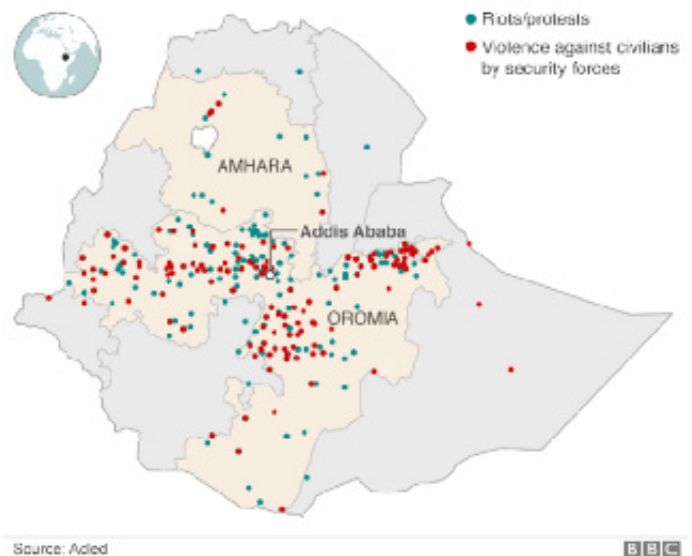 Riots/protests
Violence against civilians
by security forces
AMHARA
Addis Ababa
OROMIA
Source: Acled
BBC